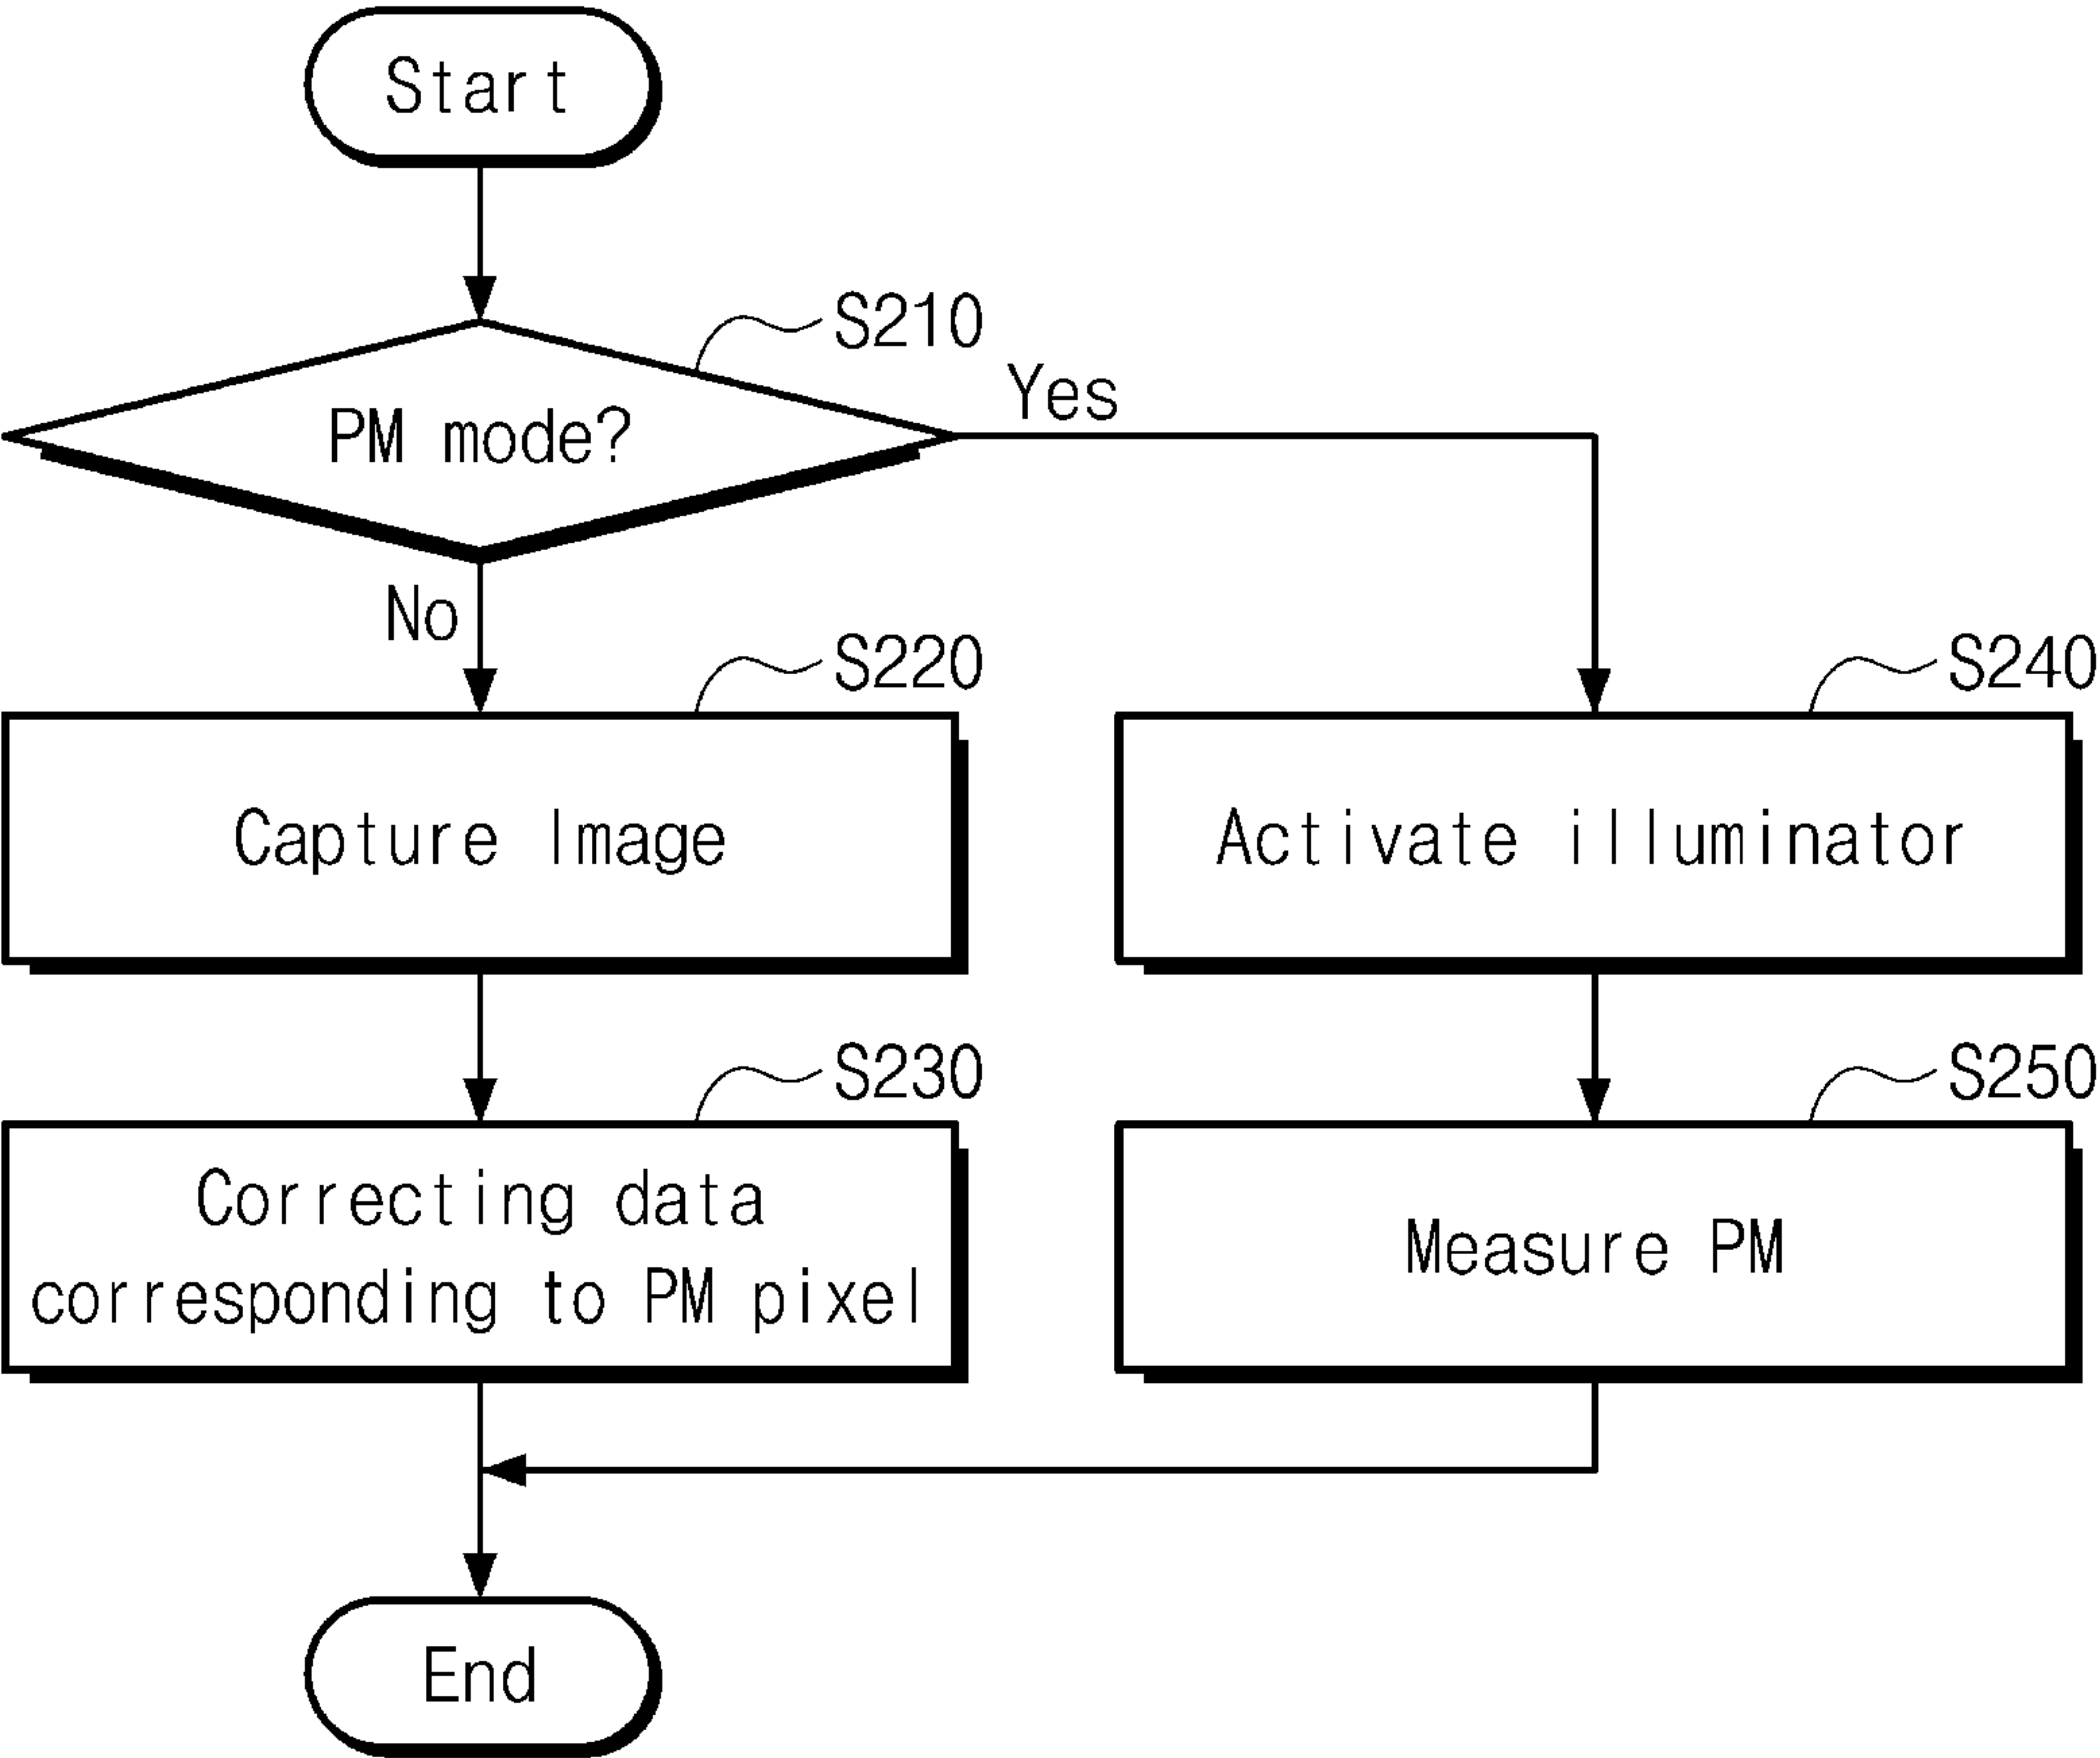 Start
S210
PM mode?
Yes
No
S220
S240
Capture Image
Activate illuminator
S230
S250
Correcting data
corresponding to PM pixel
Measure PM
End